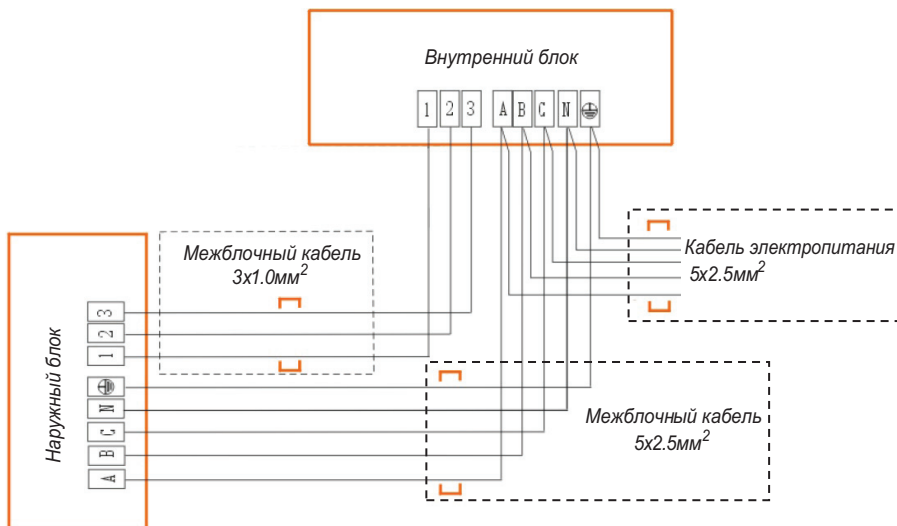 Внутренний блок
1 2 3 A B C N
Межблочный кабель
3x1.0мм²
Кабель электропитания
5x2.5мм²
Наружный блок
3
2
1
N
C
B
A
Межблочный кабель
5x2.5мм²